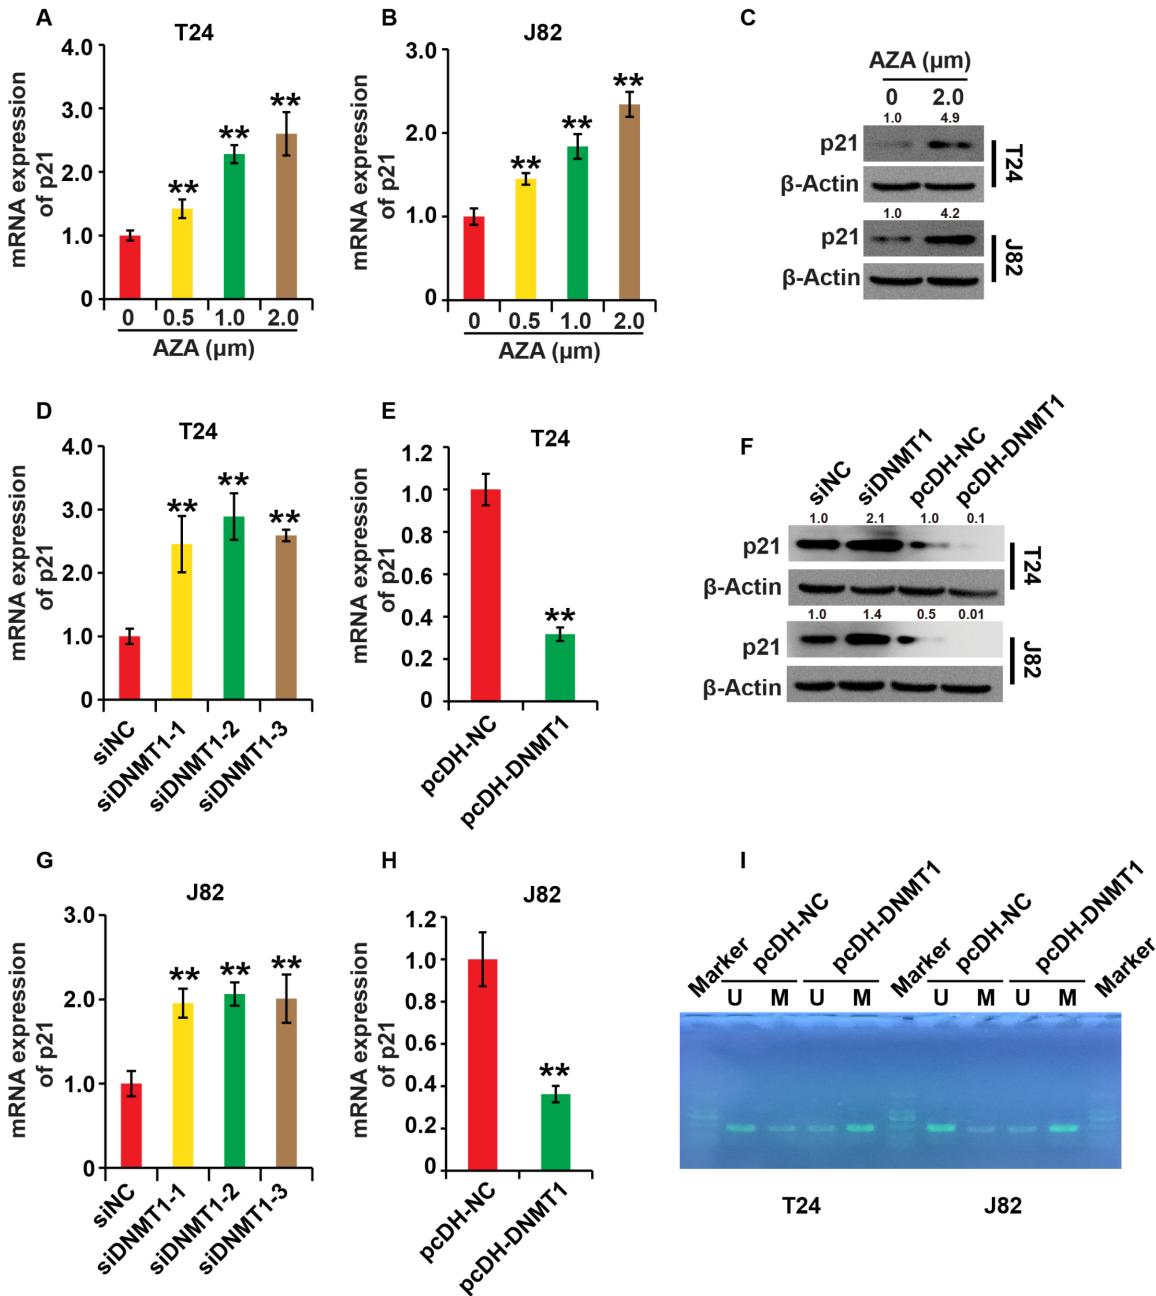 A
T24
mRNA expression
of p21
4.0
3.0
2.0
1.0
0
** ** **
0 0.5 1.0 2.0
AZA (µm)
B
J82
mRNA expression
of p21
3.0
2.0
1.0
0
** ** **
0 0.5 1.0 2.0
AZA (µm)
C
AZA (µm)
0 2.0
1.0 4.9
p21
β-Actin
T24
1.0 4.2
p21
β-Actin
J82
D
T24
mRNA expression
of p21
4.0
3.0
2.0
1.0
0
** ** **
siNC siDNMT1-1 siDNMT1-2 siDNMT1-3
E
T24
mRNA expression
of p21
1.2
1.0
0.8
0.6
0.4
0.2
0
**
pcDH-NC pcDH-DNMT1
F
siNC siDNMT1 pcDH-NC pcDH-DNMT1
1.0 2.1 1.0 0.1
p21
β-Actin
T24
1.0 1.4 0.5 0.01
p21
β-Actin
J82
G
J82
mRNA expression
of p21
3.0
2.0
1.0
0
** ** **
siNC siDNMT1-1 siDNMT1-2 siDNMT1-3
H
J82
mRNA expression
of p21
1.2
1.0
0.8
0.6
0.4
0.2
0
**
pcDH-NC pcDH-DNMT1
I
Marker pcDH-NC pcDH-DNMT1 Marker pcDH-NC pcDH-DNMT1 Marker
U M U M U M U M
T24 J82